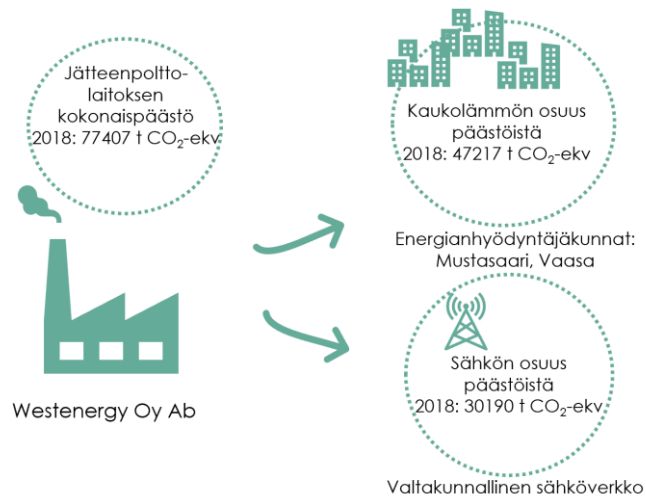 Jätteenpoltto-
laitoksen
kokonaispäästö
2018: 77407 t CO₂-ekv
Westenergy Oy Ab
Kaukolämmön osuus
päästöistä
2018: 47217 t CO₂-ekv
Energianhyödyntäjäkunnat:
Mustasaari, Vaasa
Sähkön osuus
päästöistä
2018: 30190 t CO₂-ekv
Valtakunnallinen sähköverkko